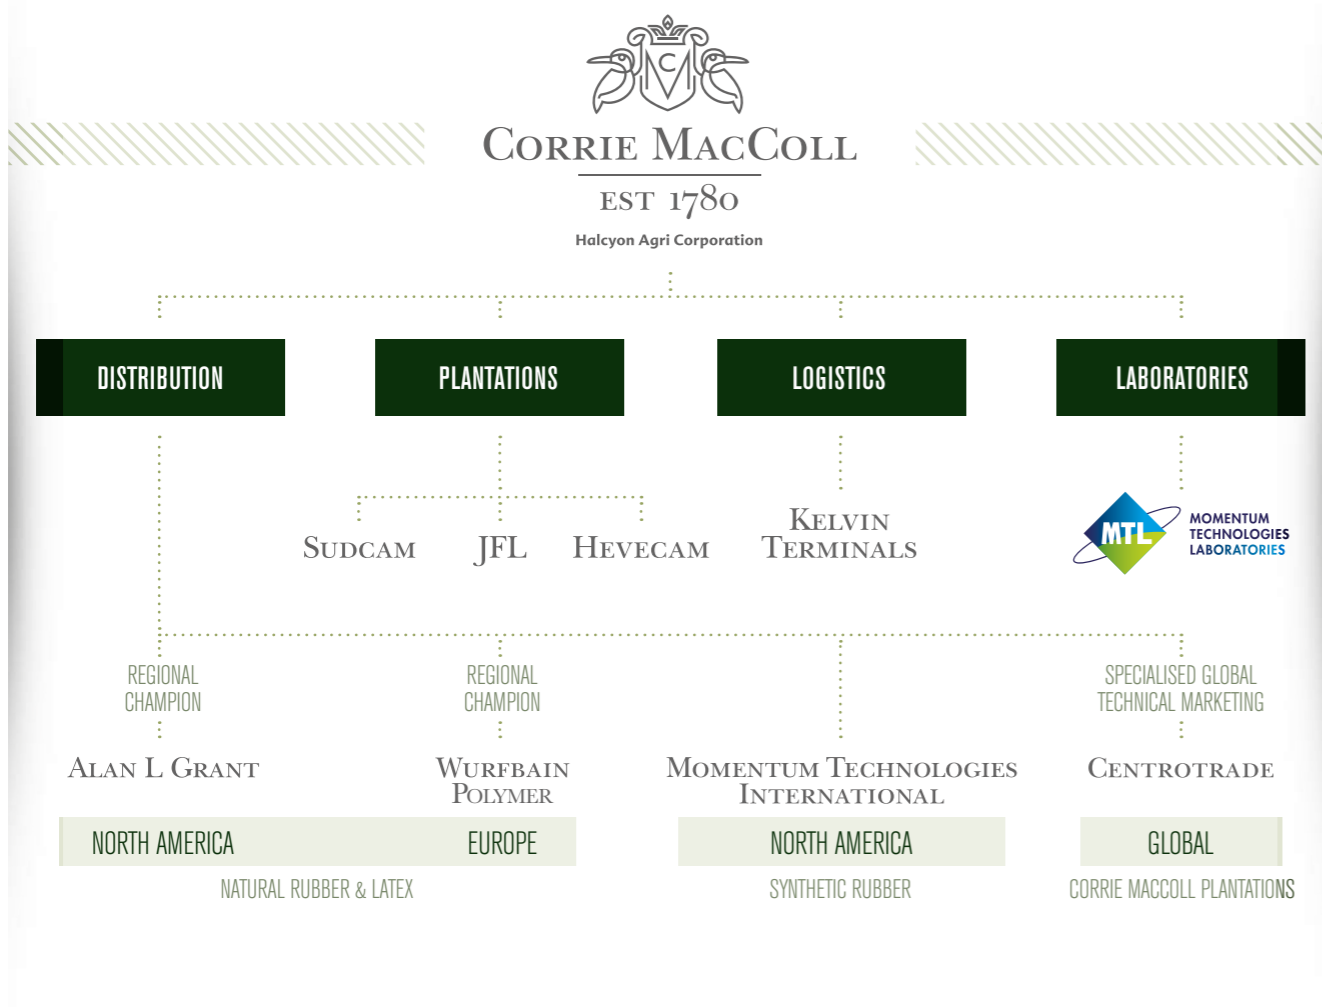 CM
CORRIE MACCOLL
EST 1780
Halcyon Agri Corporation
DISTRIBUTION
PLANTATIONS
LOGISTICS
LABORATORIES
SUDCAM
JFL
HEVECAM
KELVIN
TERMINALS
MTL
MOMENTUM
TECHNOLOGIES
LABORATORIES
REGIONAL
CHAMPION
ALAN L GRANT
REGIONAL
CHAMPION
WURFBAIN
POLYMER
MOMENTUM TECHNOLOGIES
INTERNATIONAL
SPECIALISED GLOBAL
TECHNICAL MARKETING
CENTROTRADE
NORTH AMERICA
EUROPE
NATURAL RUBBER & LATEX
NORTH AMERICA
SYNTHETIC RUBBER
GLOBAL
CORRIE MACCOLL PLANTATIONS